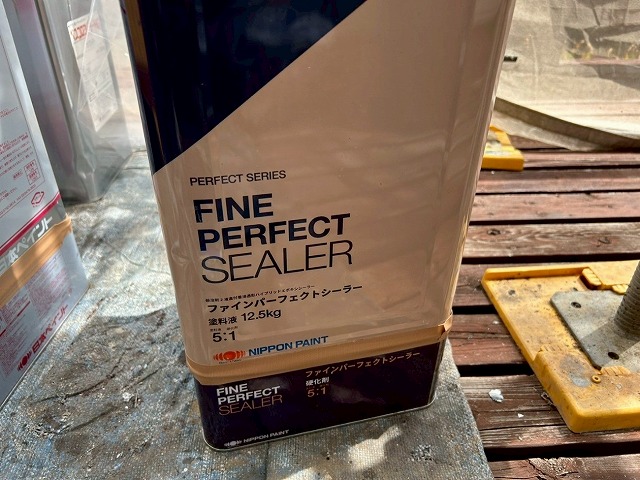 PERFECT SERIES
FINE
PERFECT
SEALER
ファインパーフェクトシーラー
塗料液 12.5kg
5:1
NIPPON PAINT
FINE
PERFECT
SEALER
ファインパーフェクトシーラー
硬化剤
5:1
NIPPON PAINT